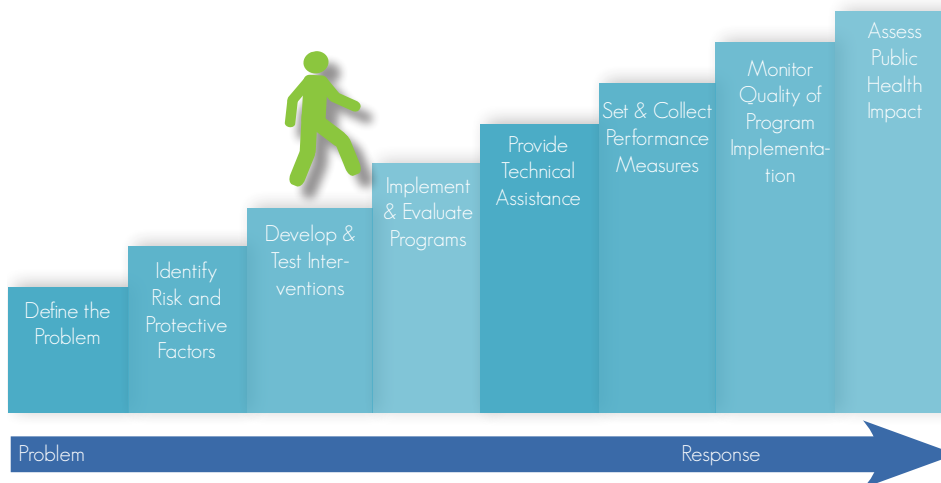 Define the
Problem
Identify
Risk and
Protective
Factors
Develop &
Test Inter-
ventions
Implement
& Evaluate
Programs
Provide
Technical
Assistance
Set & Collect
Performance
Measures
Monitor
Quality of
Program
Implementa-
tion
Assess
Public
Health
Impact
Problem
Response